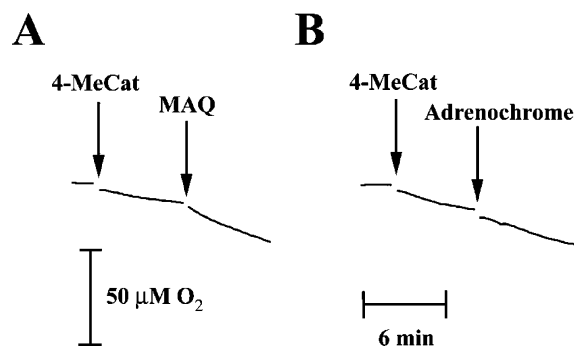 A
4-MeCat
MAQ
50 μM O₂
B
4-MeCat
Adrenochrome
6 min